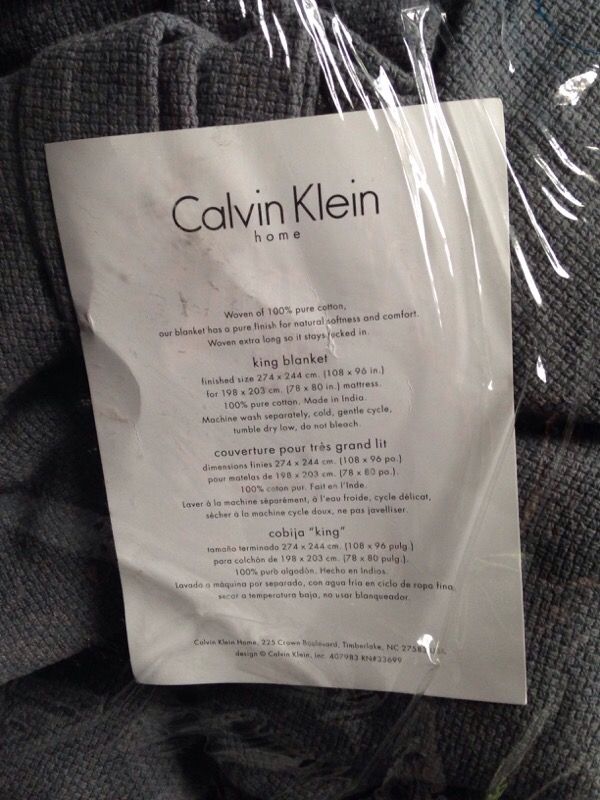 Calvin Klein
home
Woven of 100% pure cotton,
our blanket has a pure finish for natural softness and comfort.
Woven extra long so it stays tucked in.
king blanket
finished size 274 x 244 cm. (108 x 96 in.)
for 198 x 203 cm. (78 x 80 in.) mattress.
100% pure cotton. Made in India.
Machine wash separately, cold, gentle cycle,
tumble dry low, do not bleach.
couverture pour très grand lit
dimensions finies 274 x 244 cm. (108 x 96 po.)
pour matelas de 198 x 203 cm. (78 x 80 po.).
100% coton pur. Fait en l'Inde.
Laver à la machine séparément, à l'eau froide, cycle délicat,
sécher à la machine cycle doux, ne pas javelliser.
cobija "king"
tamaño terminado 274 x 244 cm. (108 x 96 pulg.)
para colchón de 198 x 203 cm. (78 x 80 pulg.).
100% puro algodón. Hecho en Indios.
Lavado a máquina por separado, con agua fria en ciclo de ropa fina,
secar a temperatura baja, no usar blanqueador.
Calvin Klein Home, 225 Crown Boulevard, Timberlake, NC 27583
design © Calvin Klein, Inc. 407983 RN#33699